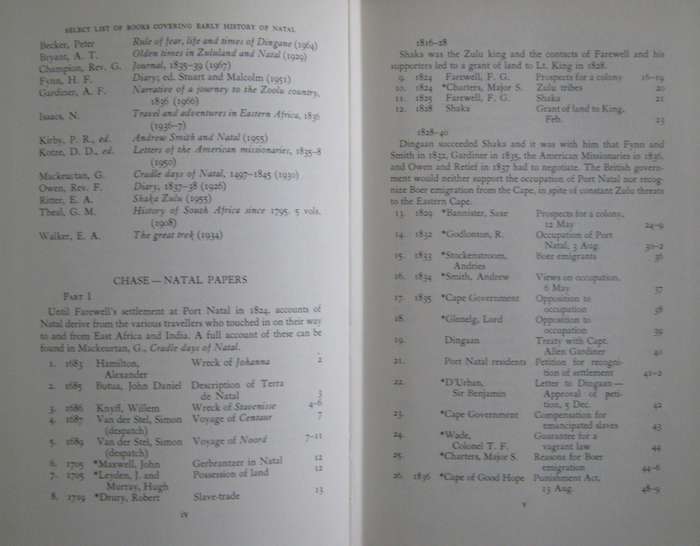 SELECT LIST OF BOOKS COVERING EARLY HISTORY OF NATAL
Becker, Peter Rule of fear, life and times of Dingane (1964)
Bryant, A. T. Olden times in Zululand and Natal (1929)
Champion, Rev. G. Journal, 1835-39 (1967)
Fynn, H. F. Diary; ed. Stuart and Malcolm (1951)
Gardiner, A. F. Narrative of a journey to the Zoolu country,
1836 (1966)
Isaacs, N. Travel and adventures in Eastern Africa, 1836
(1936-7)
Kirby, P. R., ed. Andrew Smith and Natal (1955)
Kotze, D. D., ed. Letters of the American missionaries, 1835-8
(1950)
Mackeurtan, G. Cradle days of Natal, 1497-1845 (1930)
Owen, Rev. F. Diary, 1837-38 (1926)
Ritter, E. A. Shaka Zulu (1955)
Theal, G. M. History of South Africa since 1795. 5 vols.
(1908)
Walker, E. A. The great trek (1934)
CHASE — NATAL PAPERS
PART I
Until Farewell's settlement at Port Natal in 1824, accounts of
Natal derive from the various travellers who touched in on their way
to and from East Africa and India. A full account of these can be
found in Mackeurtan, G., Cradle days of Natal.
1. 1683 Hamilton, Alexander Wreck of Johanna 2
2. 1685 Butua, John Daniel Description of Terra de Natal 3
3. 1686 Knyff, Willem Wreck of Stavenisse 4-6
4. 1687 Van der Stel, Simon (despatch) Voyage of Centaur 7
5. 1689 Van der Stel, Simon (despatch) Voyage of Noord 7-11
6. 1705 *Maxwell, John Gerbrantzer in Natal 12
7. 1705 *Leyden, J. and Murray, Hugh Possession of land 12
8. 1719 *Drury, Robert Slave-trade 13
iv
1816-28
Shaka was the Zulu king and the contacts of Farewell and his
supporters led to a grant of land to Lt. King in 1828.
9. 1824 Farewell, F. G. Prospects for a colony 16-19
10. 1824 *Charters, Major S. Zulu tribes 20
11. 1825 Farewell, F. G. Shaka 21
12. 1828 Shaka Grant of land to King, Feb. 23
1828-40
Dingaan succeeded Shaka and it was with him that Fynn and
Smith in 1832, Gardiner in 1835, the American Missionaries in 1836,
and Owen and Retief in 1837 had to negotiate. The British govern-
ment would neither support the occupation of Port Natal nor recog-
nize Boer emigration from the Cape, in spite of constant Zulu threats
to the Eastern Cape.
13. 1829 *Bannister, Saxe Prospects for a colony, 12 May 24-9
14. 1832 *Godlonton, R. Occupation of Port Natal, 3 Aug. 30-2
15. 1833 *Stockenstroom, Andries Boer emigrants 36
16. 1834 *Smith, Andrew Views on occupation, 6 May 37
17. 1835 *Cape Government Opposition to occupation 38
18. *Glenelg, Lord Opposition to occupation 39
19. Dingaan Treaty with Capt. Allen Gardiner 40
21. Port Natal residents Petition for recogni-
tion of settlement 41-2
22. *D'Urban, Sir Benjamin Letter to Dingaan—
Approval of peti-
tion, 5 Dec. 42
23. *Cape Government Compensation for emancipated slaves 43
24. *Wade, Colonel T. F. Guarantee for a vagrant law 44
25. *Charters, Major S. Reasons for Boer emigration 44-6
26. 1836 *Cape of Good Hope Punishment Act, 13 Aug. 48-9
v